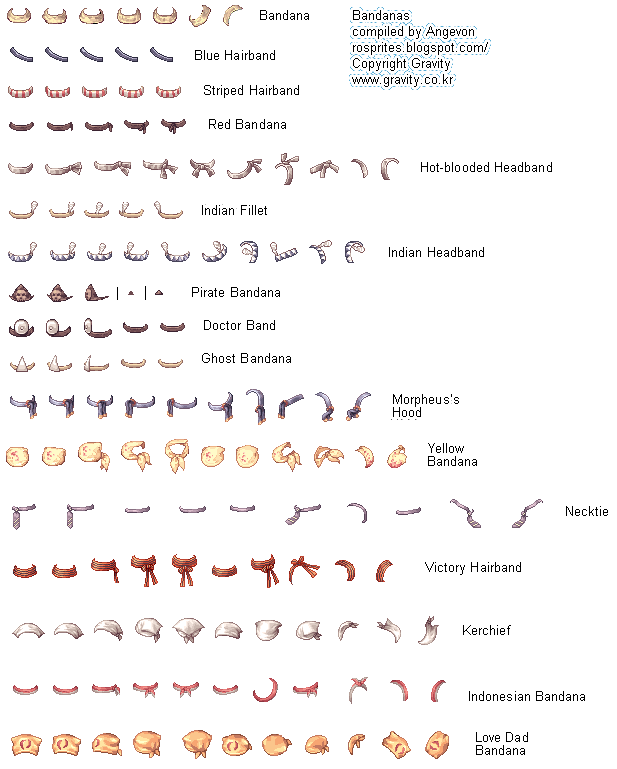 Bandana
Bandanas
compiled by Angevon
rosprites.blogspot.com/
Copyright Gravity
www.gravity.co.kr
Blue Hairband
Striped Hairband
Red Bandana
Hot-blooded Headband
Indian Fillet
Indian Headband
Pirate Bandana
Doctor Band
Ghost Bandana
Morpheus's
Hood
Yellow
Bandana
Necktie
Victory Hairband
Kerchief
Indonesian Bandana
Love Dad
Bandana